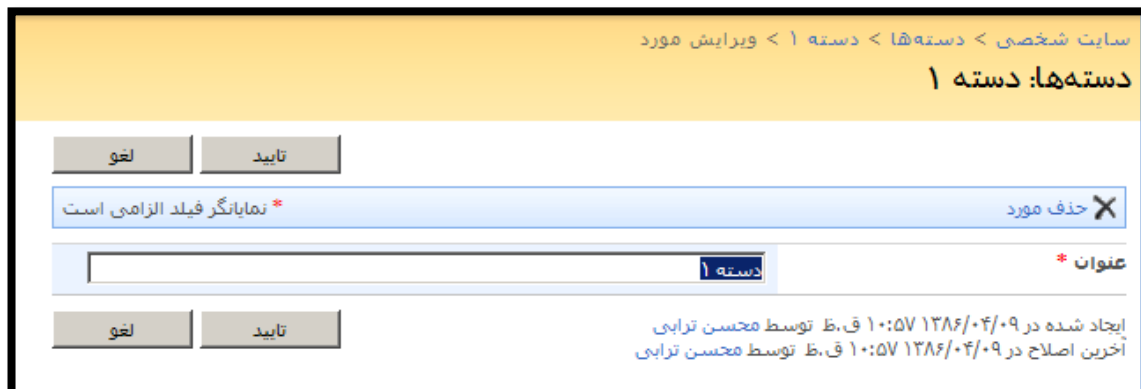 سایت شخصی > دسته‌ها > دسته ۱ > ویرایش مورد
دسته‌ها: دسته ۱
تایید لغو
حذف مورد * نمایانگر فیلد الزامی است
عنوان * دسته ۱
ایجاد شده در ۱۳۸۶/۰۴/۰۹ ۱۰:۵۷ ق.ظ توسط محسن ترابی
آخرین اصلاح در ۱۳۸۶/۰۴/۰۹ ۱۰:۵۷ ق.ظ توسط محسن ترابی
تایید لغو